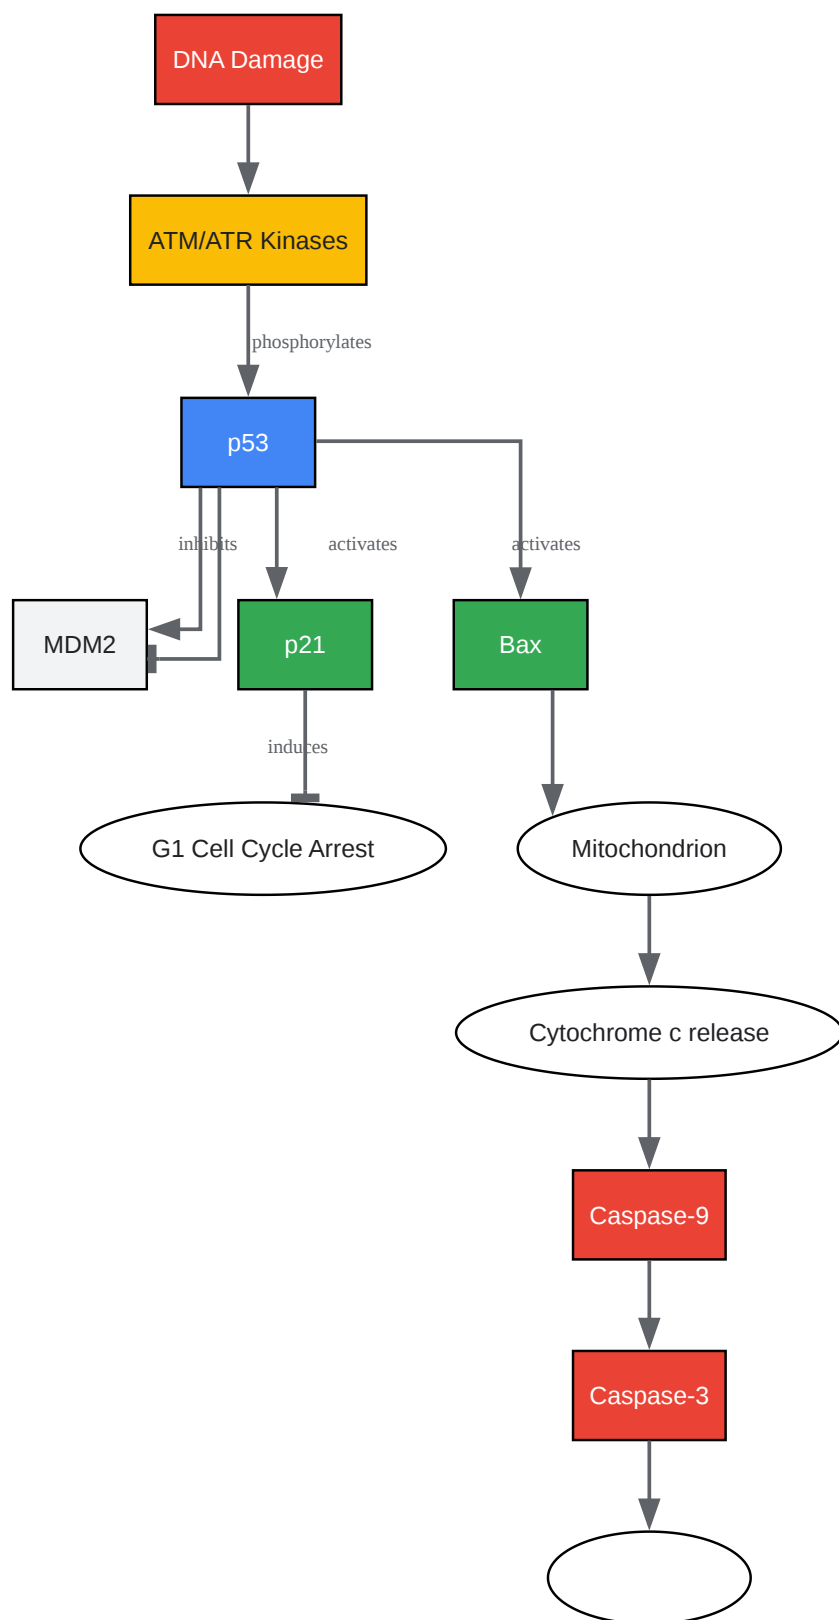 DNA Damage
ATM/ATR Kinases
phosphorylates
p53
inhibits
activates
activates
MDM2
p21
Bax
induces
G1 Cell Cycle Arrest
Mitochondrion
Cytochrome c release
Caspase-9
Caspase-3